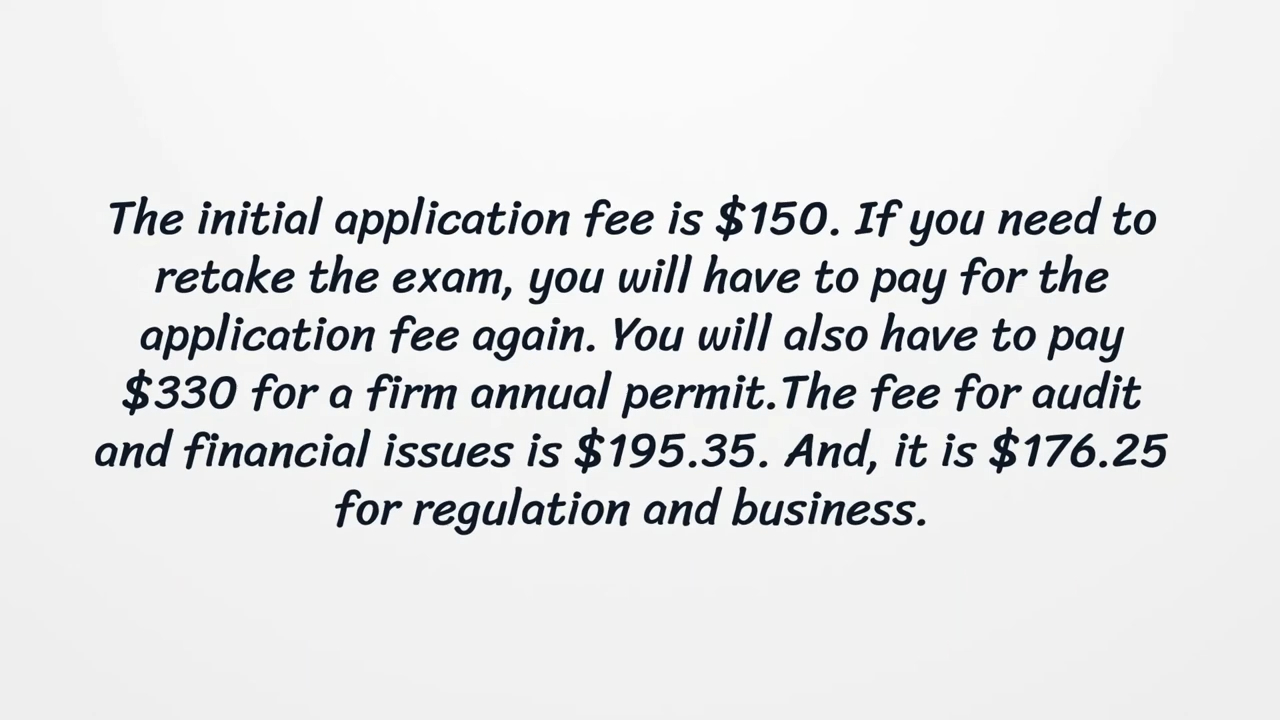 The initial application fee is $150. If you need to
retake the exam, you will have to pay for the
application fee again. You will also have to pay
$330 for a firm annual permit.The fee for audit
and financial issues is $195.35. And, it is $176.25
for regulation and business.